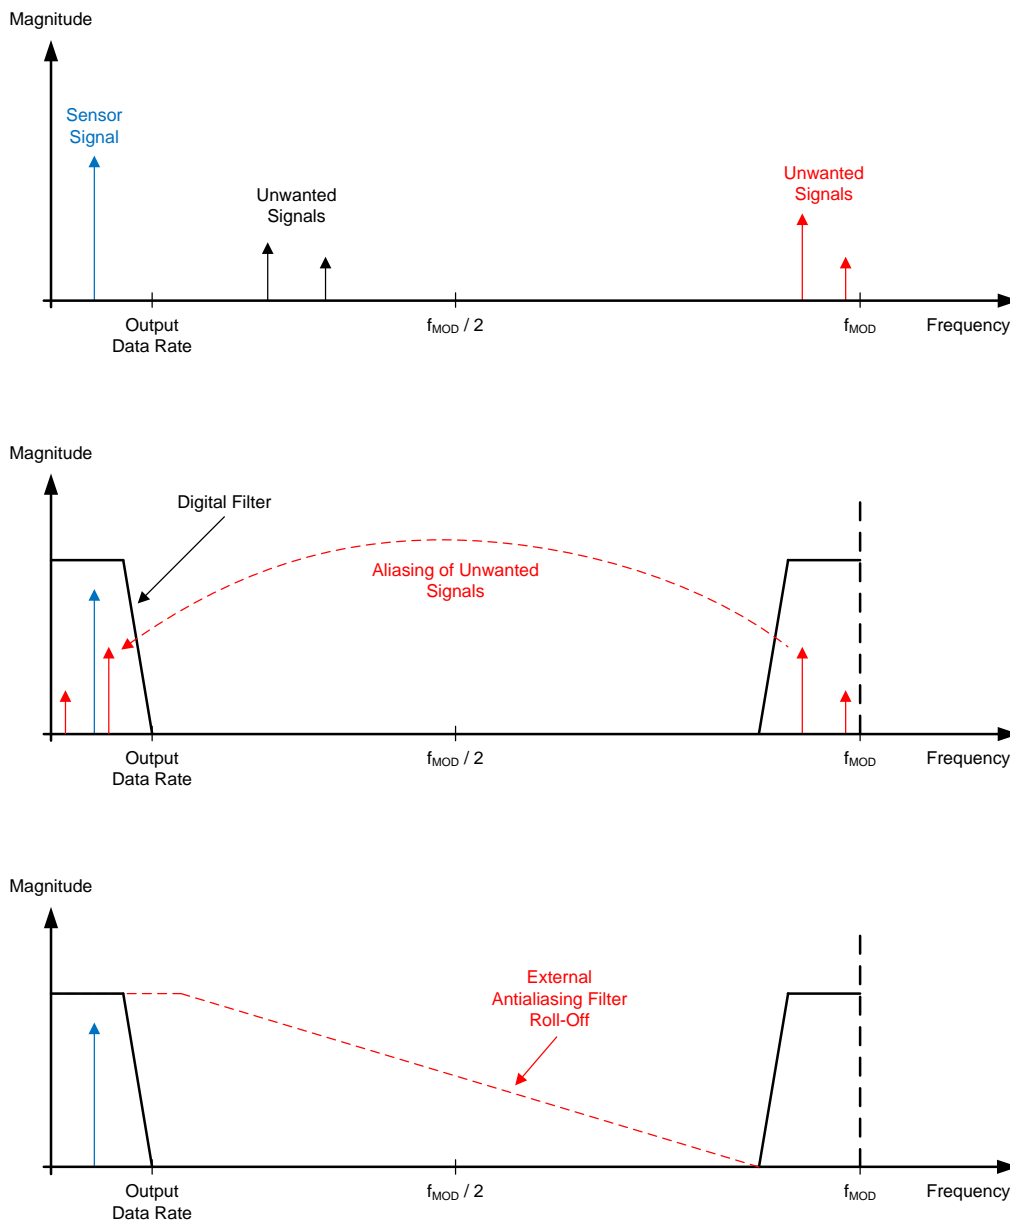 Magnitude
Sensor
Signal
Unwanted
Signals
Unwanted
Signals
Output
Data Rate
fMOD / 2
fMOD
Frequency
Magnitude
Digital Filter
Aliasing of Unwanted
Signals
Output
Data Rate
fMOD / 2
fMOD
Frequency
Magnitude
External
Antialiasing Filter
Roll-Off
Output
Data Rate
fMOD / 2
fMOD
Frequency